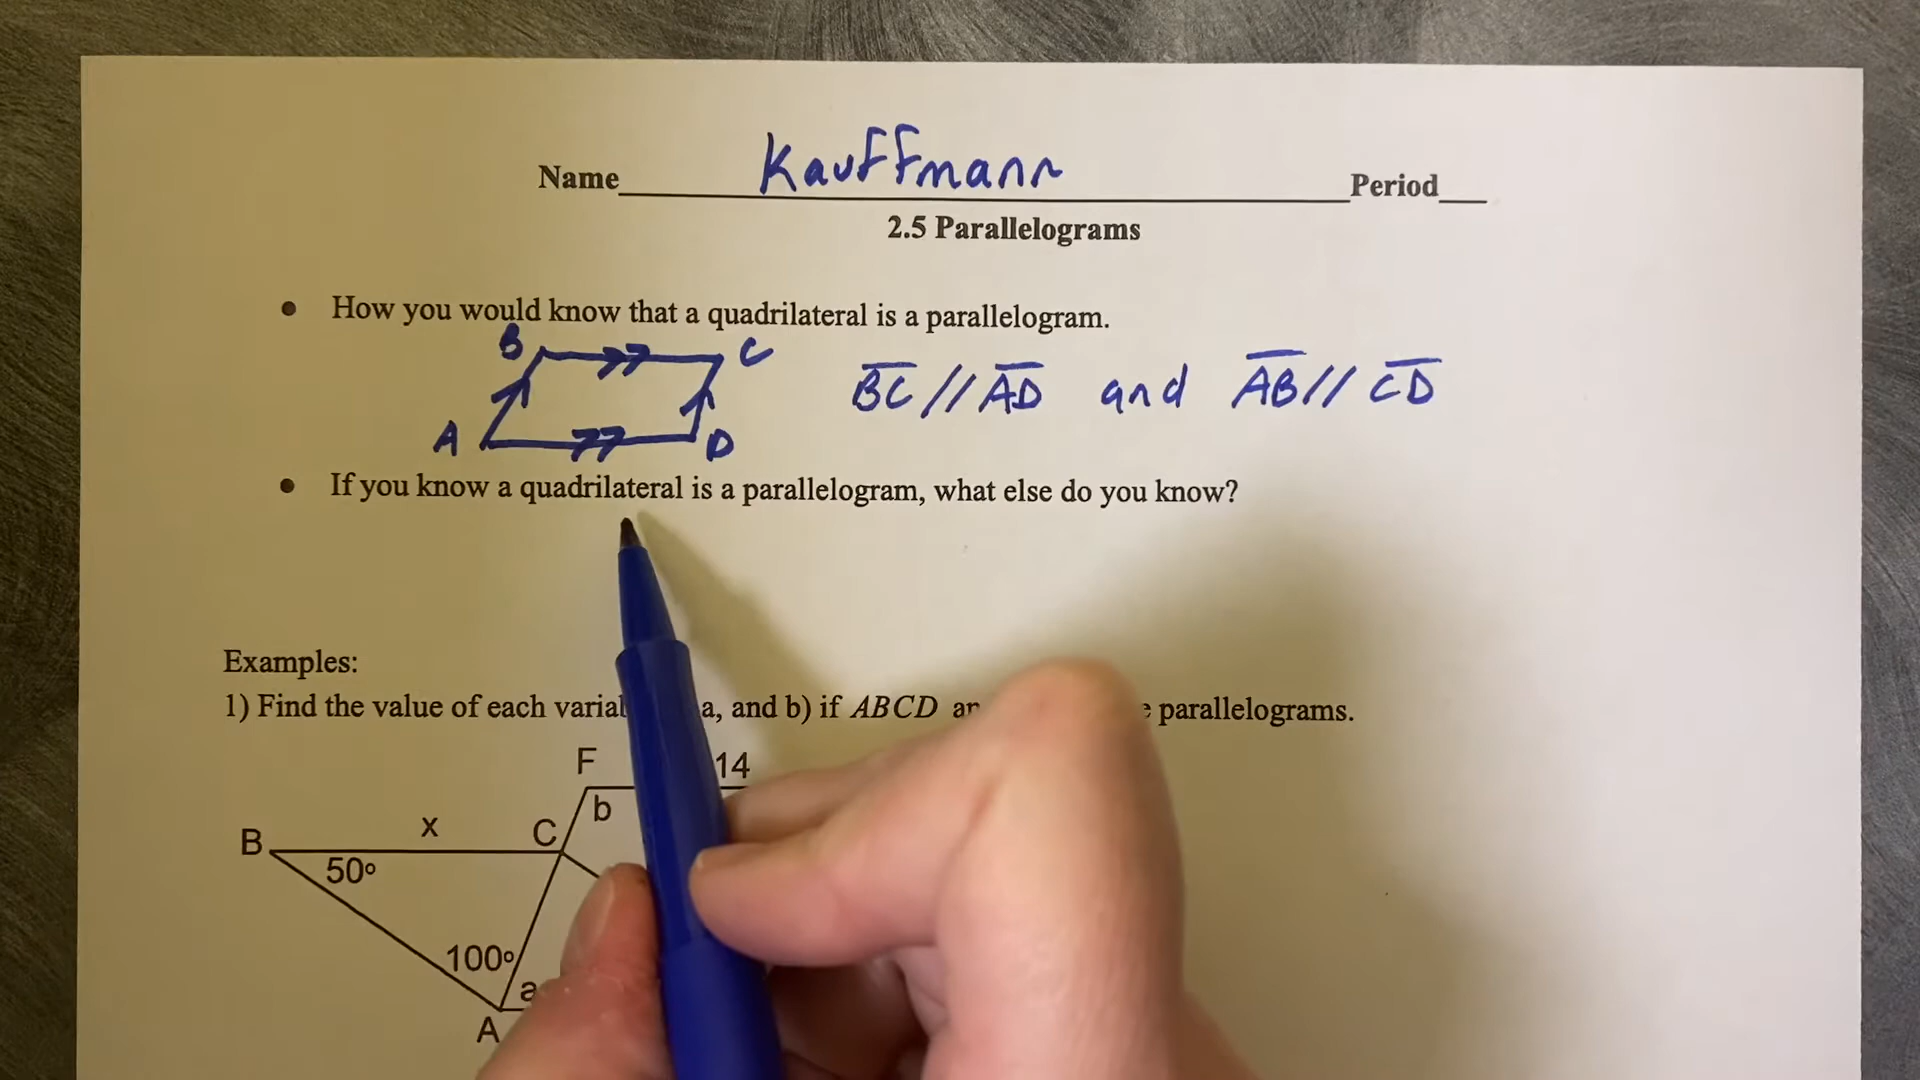 Name Kauffmann Period
2.5 Parallelograms
• How you would know that a quadrilateral is a parallelogram.
B C
BC // AD and AB // CD
A D
• If you know a quadrilateral is a parallelogram, what else do you know?
Examples:
1) Find the value of each a, and b) if ABCD parallelograms.
F 14
b
B x C
50°
100°
a
A